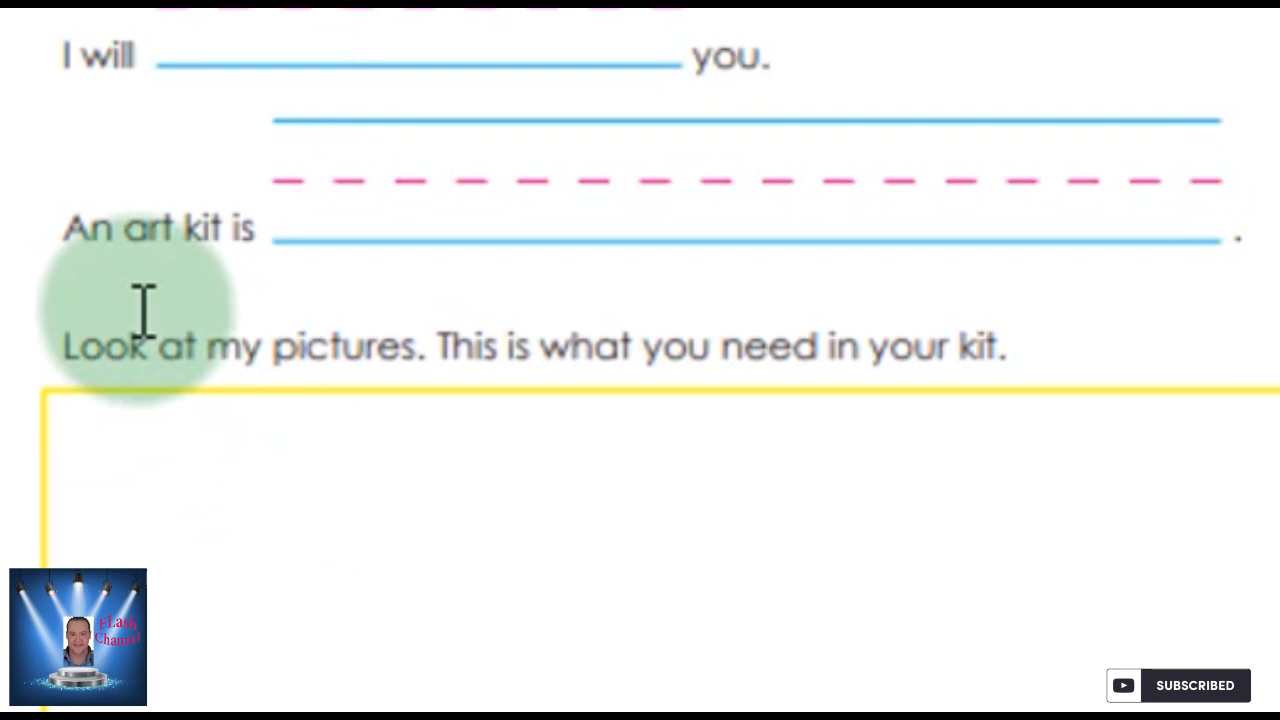 I will you.
An art kit is .
Look at my pictures. This is what you need in your kit.
FLash
Channel
SUBSCRIBED